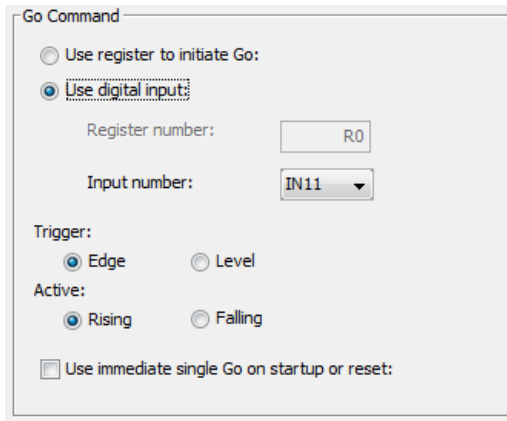 Go Command
Use register to initiate Go:
Use digital input:
Register number: R0
Input number: IN11
Trigger:
Edge Level
Active:
Rising Falling
Use immediate single Go on startup or reset: